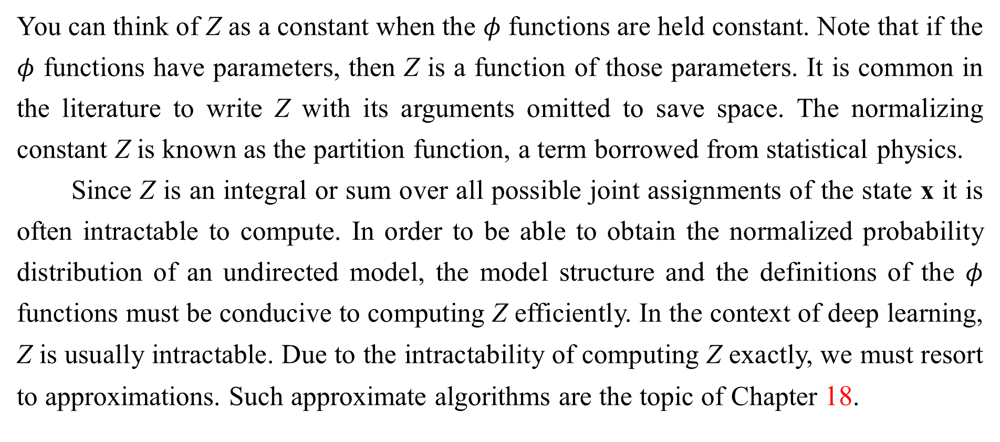 You can think of Z as a constant when the ϕ functions are held constant. Note that if the
ϕ functions have parameters, then Z is a function of those parameters. It is common in
the literature to write Z with its arguments omitted to save space. The normalizing
constant Z is known as the partition function, a term borrowed from statistical physics.
Since Z is an integral or sum over all possible joint assignments of the state x it is
often intractable to compute. In order to be able to obtain the normalized probability
distribution of an undirected model, the model structure and the definitions of the ϕ
functions must be conducive to computing Z efficiently. In the context of deep learning,
Z is usually intractable. Due to the intractability of computing Z exactly, we must resort
to approximations. Such approximate algorithms are the topic of Chapter 18.